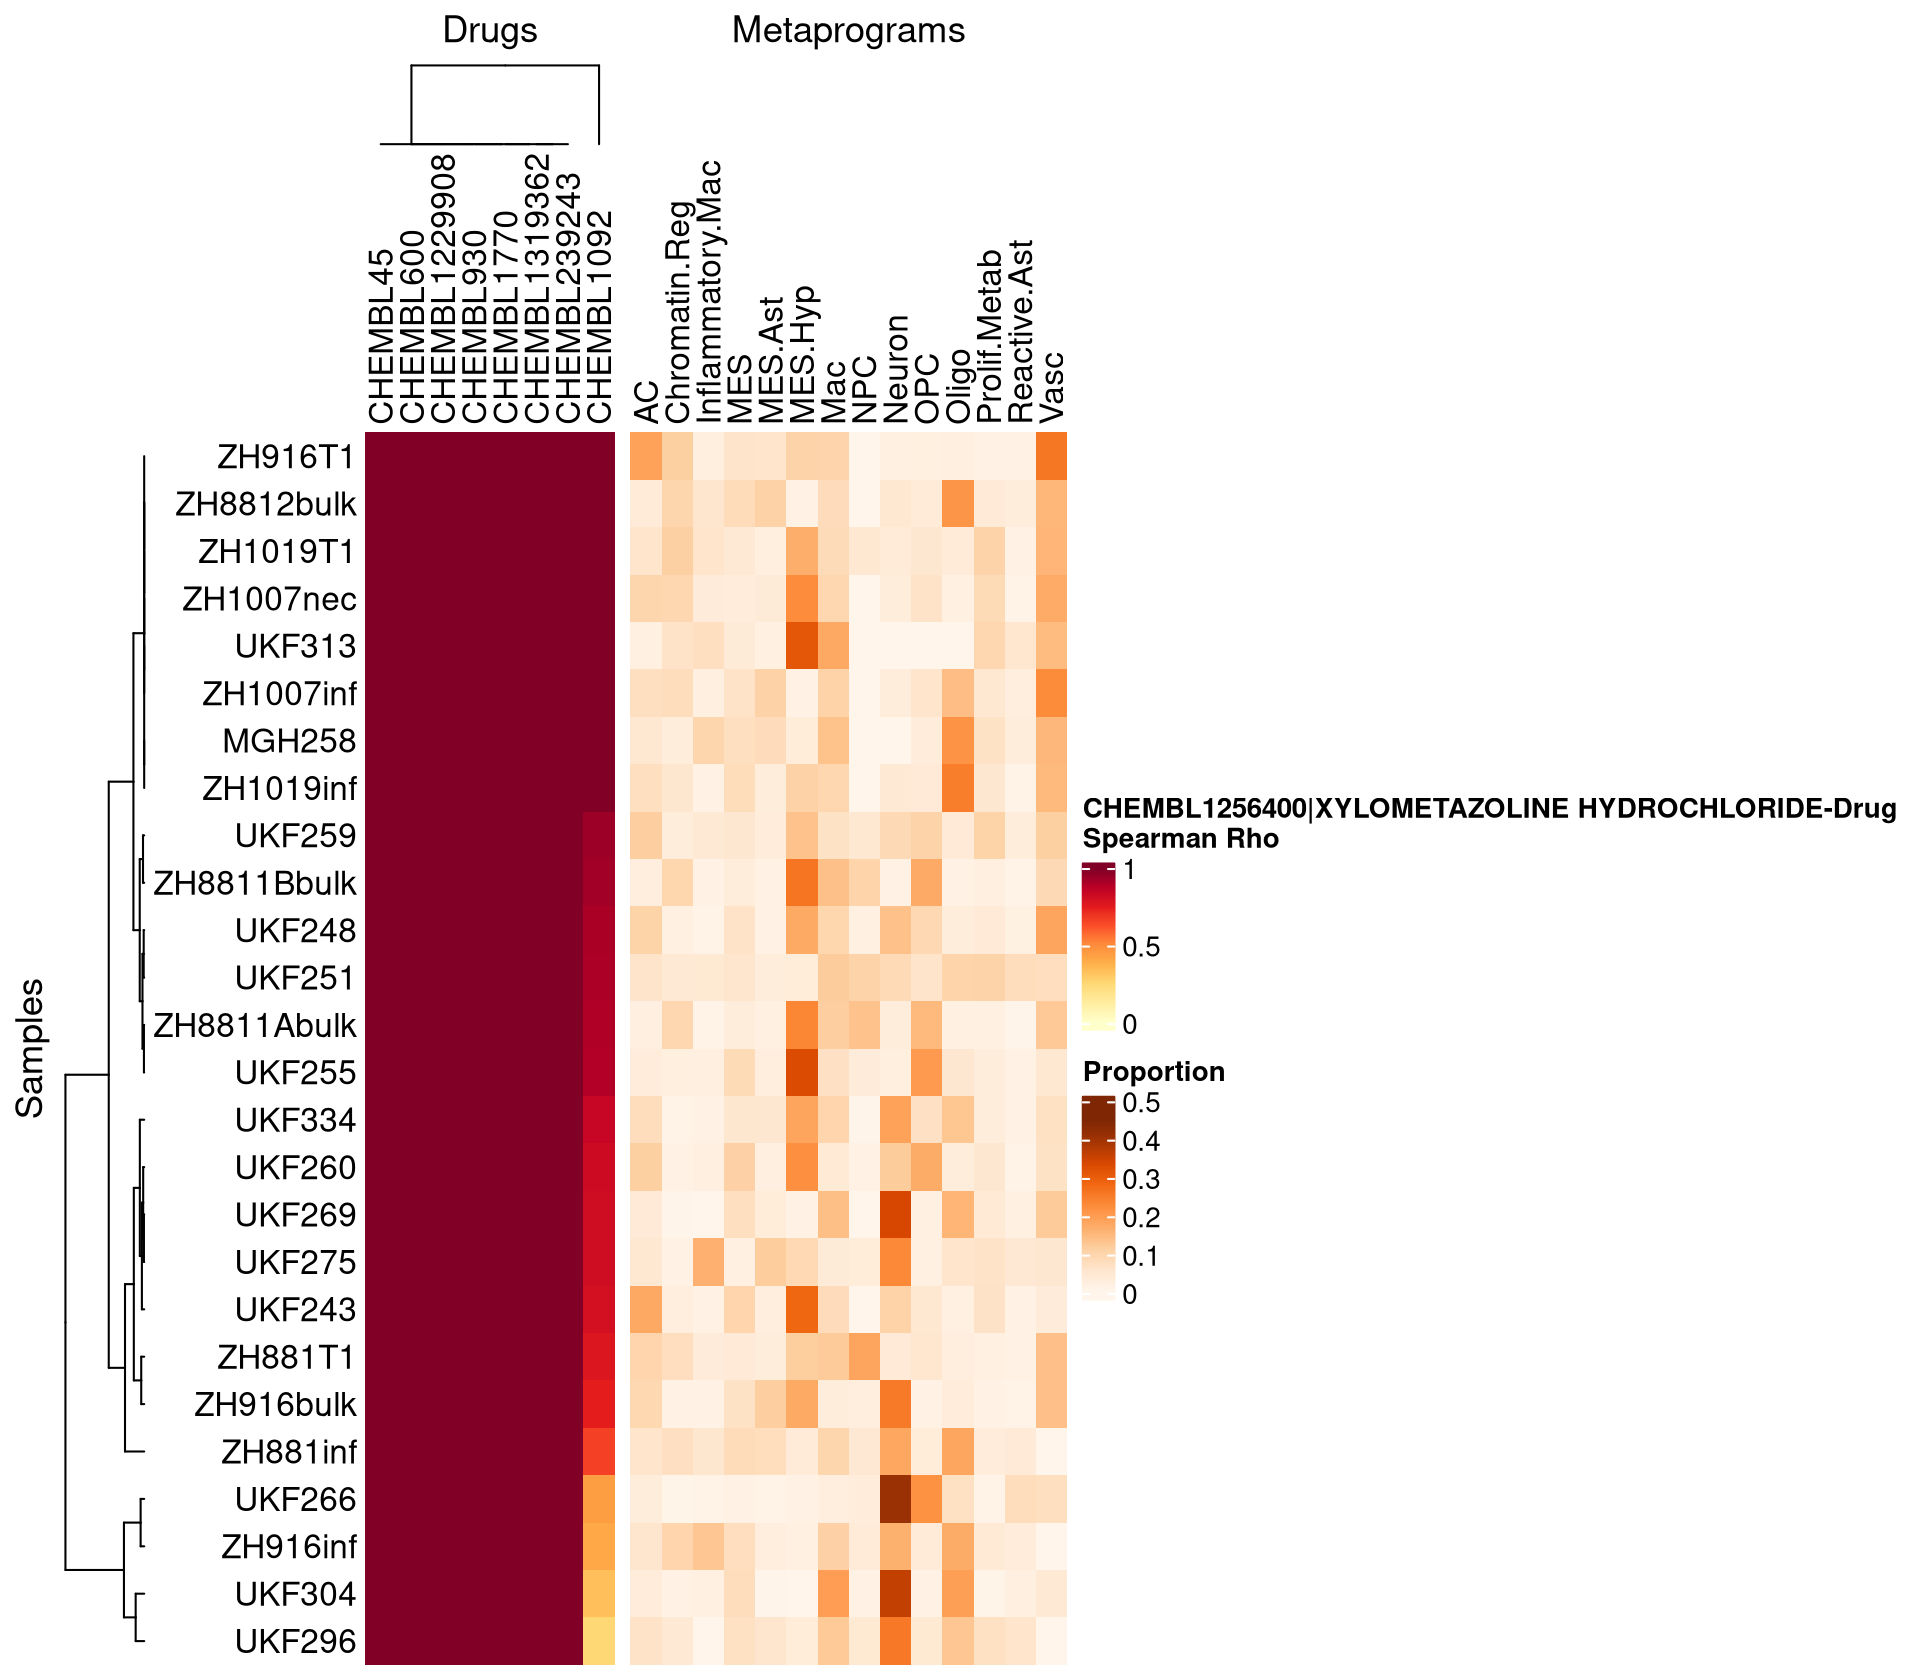 Drugs
Metaprograms
CHEMBL45
CHEMBL600
CHEMBL1229908
CHEMBL930
CHEMBL1770
CHEMBL1319362
CHEMBL239243
CHEMBL1092
AC
Chromatin.Reg
Inflammatory.Mac
MES
MES.Ast
MES.Hyp
Mac
NPC
Neuron
OPC
Oligo
Prolif.Metab
Reactive.Ast
Vasc
Samples
ZH916T1
ZH8812bulk
ZH1019T1
ZH1007nec
UKF313
ZH1007inf
MGH258
ZH1019inf
UKF259
ZH8811Bbulk
UKF248
UKF251
ZH8811Abulk
UKF255
UKF334
UKF260
UKF269
UKF275
UKF243
ZH881T1
ZH916bulk
ZH881inf
UKF266
ZH916inf
UKF304
UKF296
CHEMBL1256400|XYLOMETAZOLINE HYDROCHLORIDE-Drug
Spearman Rho
1
0.5
0
Proportion
0.5
0.4
0.3
0.2
0.1
0